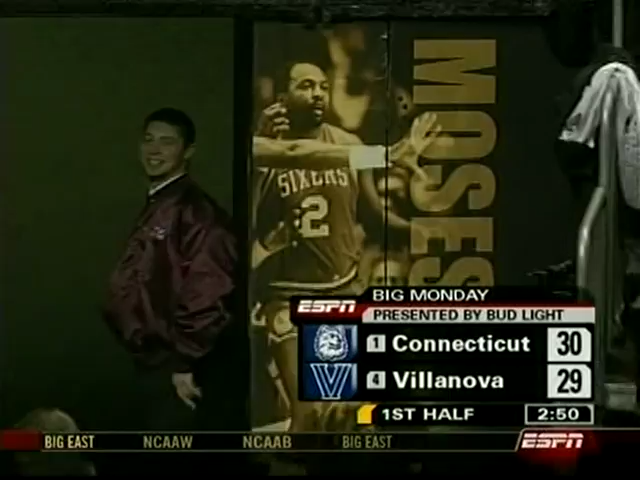 MOSES
SIXERS
2
ESPN
BIG MONDAY
PRESENTED BY BUD LIGHT
1 Connecticut 30
V 4 Villanova 29
1ST HALF 2:50
BIG EAST NCAAW NCAAB BIG EAST ESPN